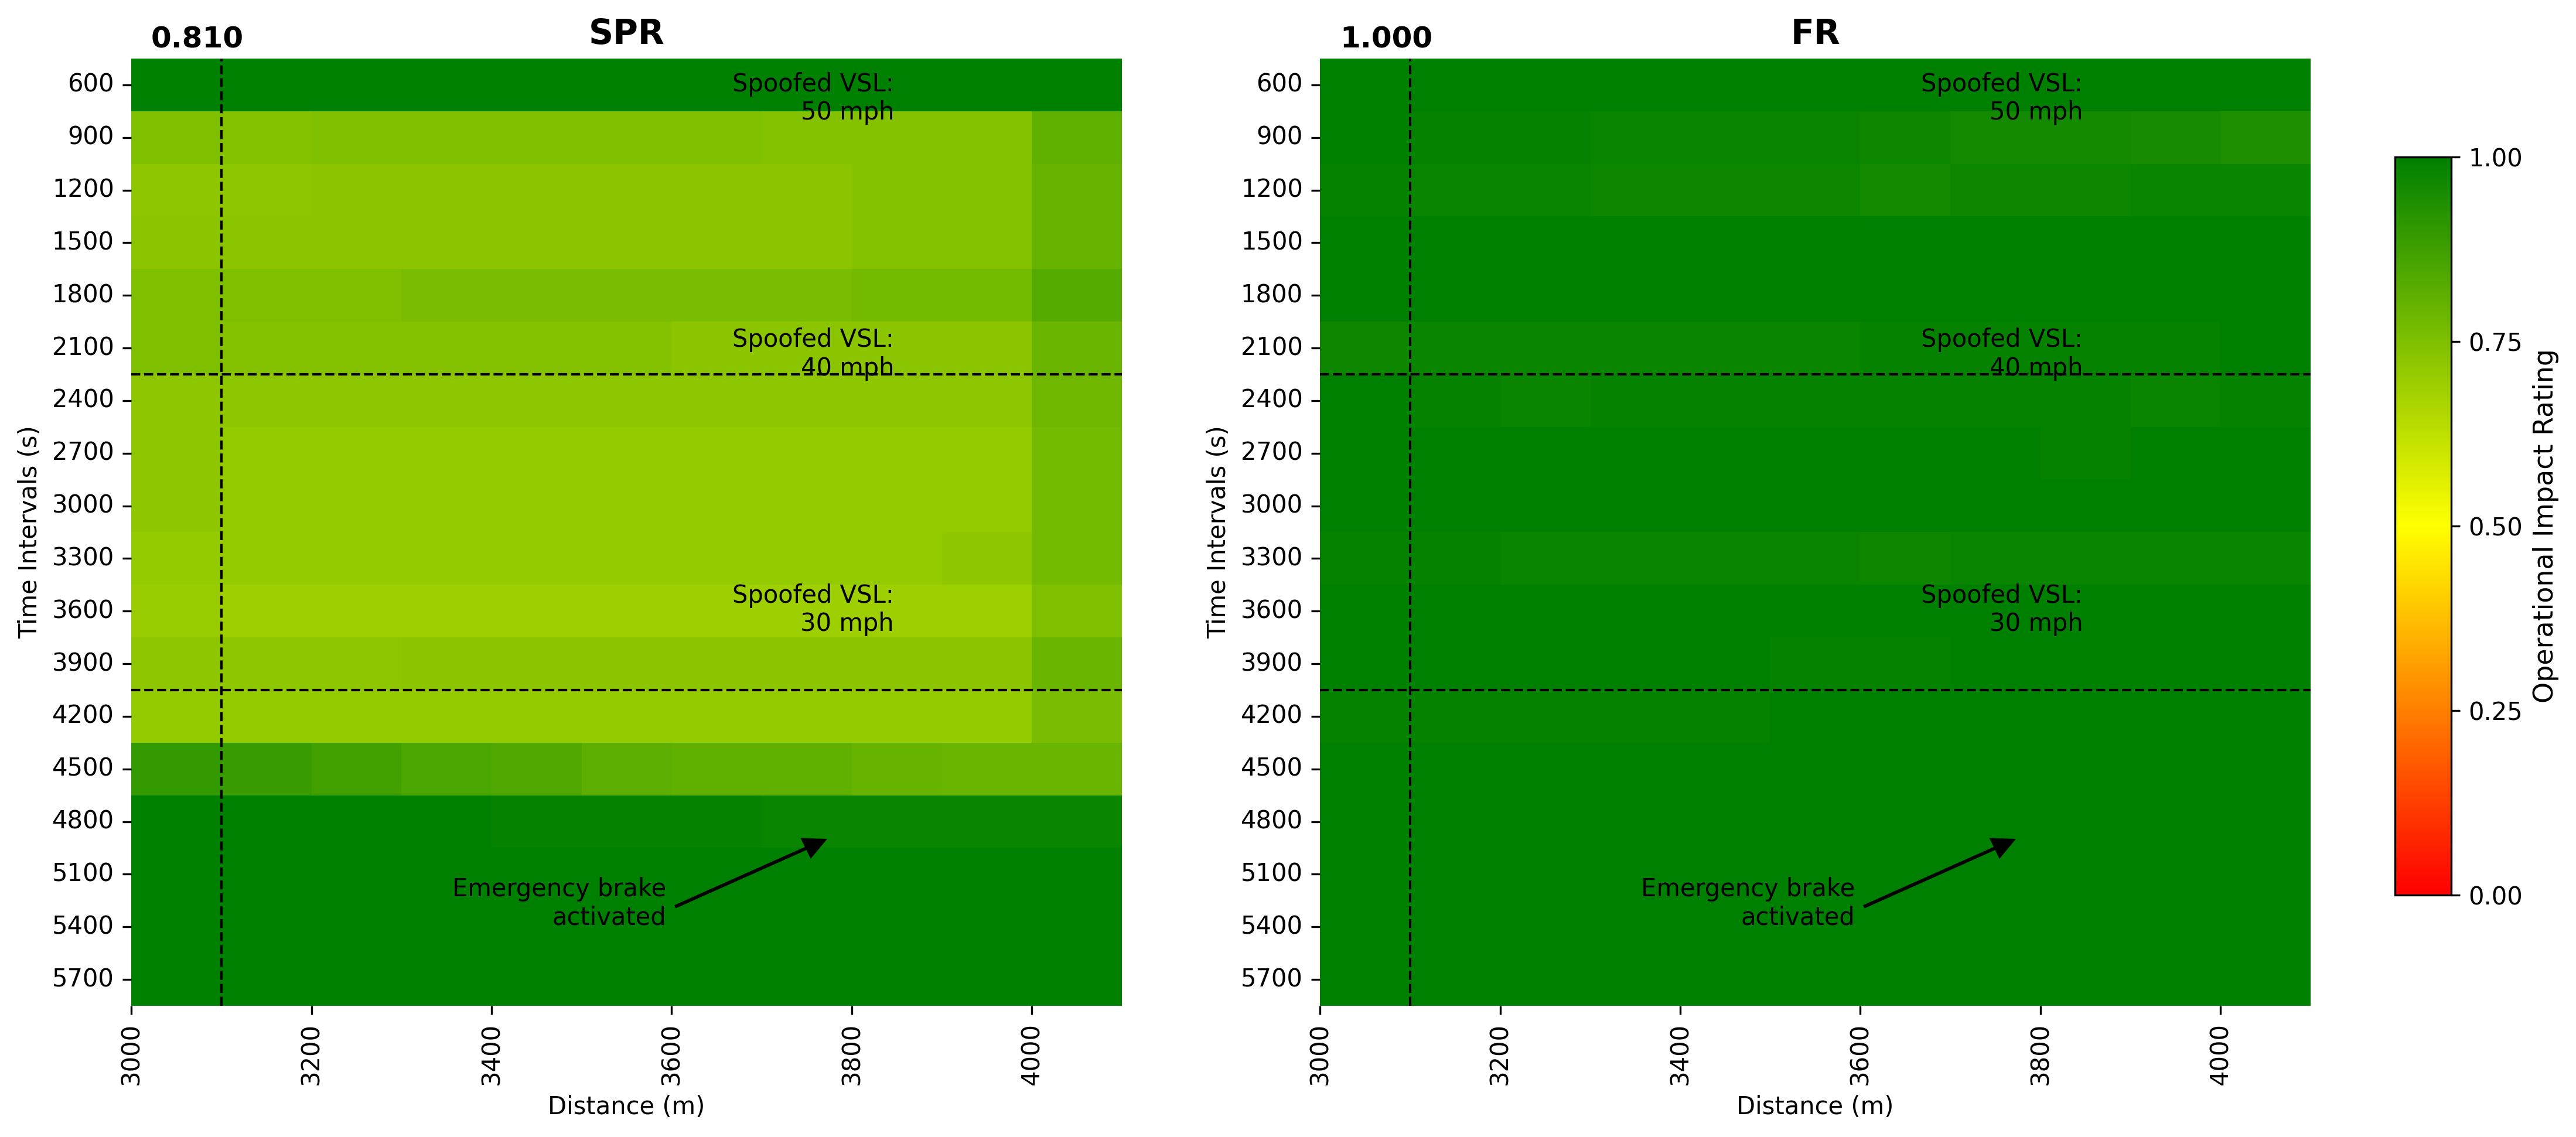 0.810
SPR
Spoofed VSL:
50 mph
Spoofed VSL:
40 mph
Spoofed VSL:
30 mph
Emergency brake
activated
600
900
1200
1500
1800
2100
2400
2700
3000
3300
3600
3900
4200
4500
4800
5100
5400
5700
Time Intervals (s)
3000
3200
3400
3600
3800
4000
Distance (m)
1.000
FR
Spoofed VSL:
50 mph
Spoofed VSL:
40 mph
Spoofed VSL:
30 mph
Emergency brake
activated
600
900
1200
1500
1800
2100
2400
2700
3000
3300
3600
3900
4200
4500
4800
5100
5400
5700
Time Intervals (s)
3000
3200
3400
3600
3800
4000
Distance (m)
1.00
0.75
0.50
0.25
0.00
Operational Impact Rating